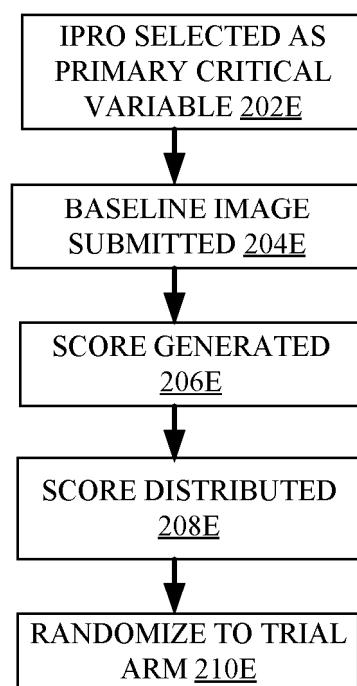 IPRO SELECTED AS
PRIMARY CRITICAL
VARIABLE 202E
BASELINE IMAGE
SUBMITTED 204E
SCORE GENERATED
206E
SCORE DISTRIBUTED
208E
RANDOMIZE TO TRIAL
ARM 210E